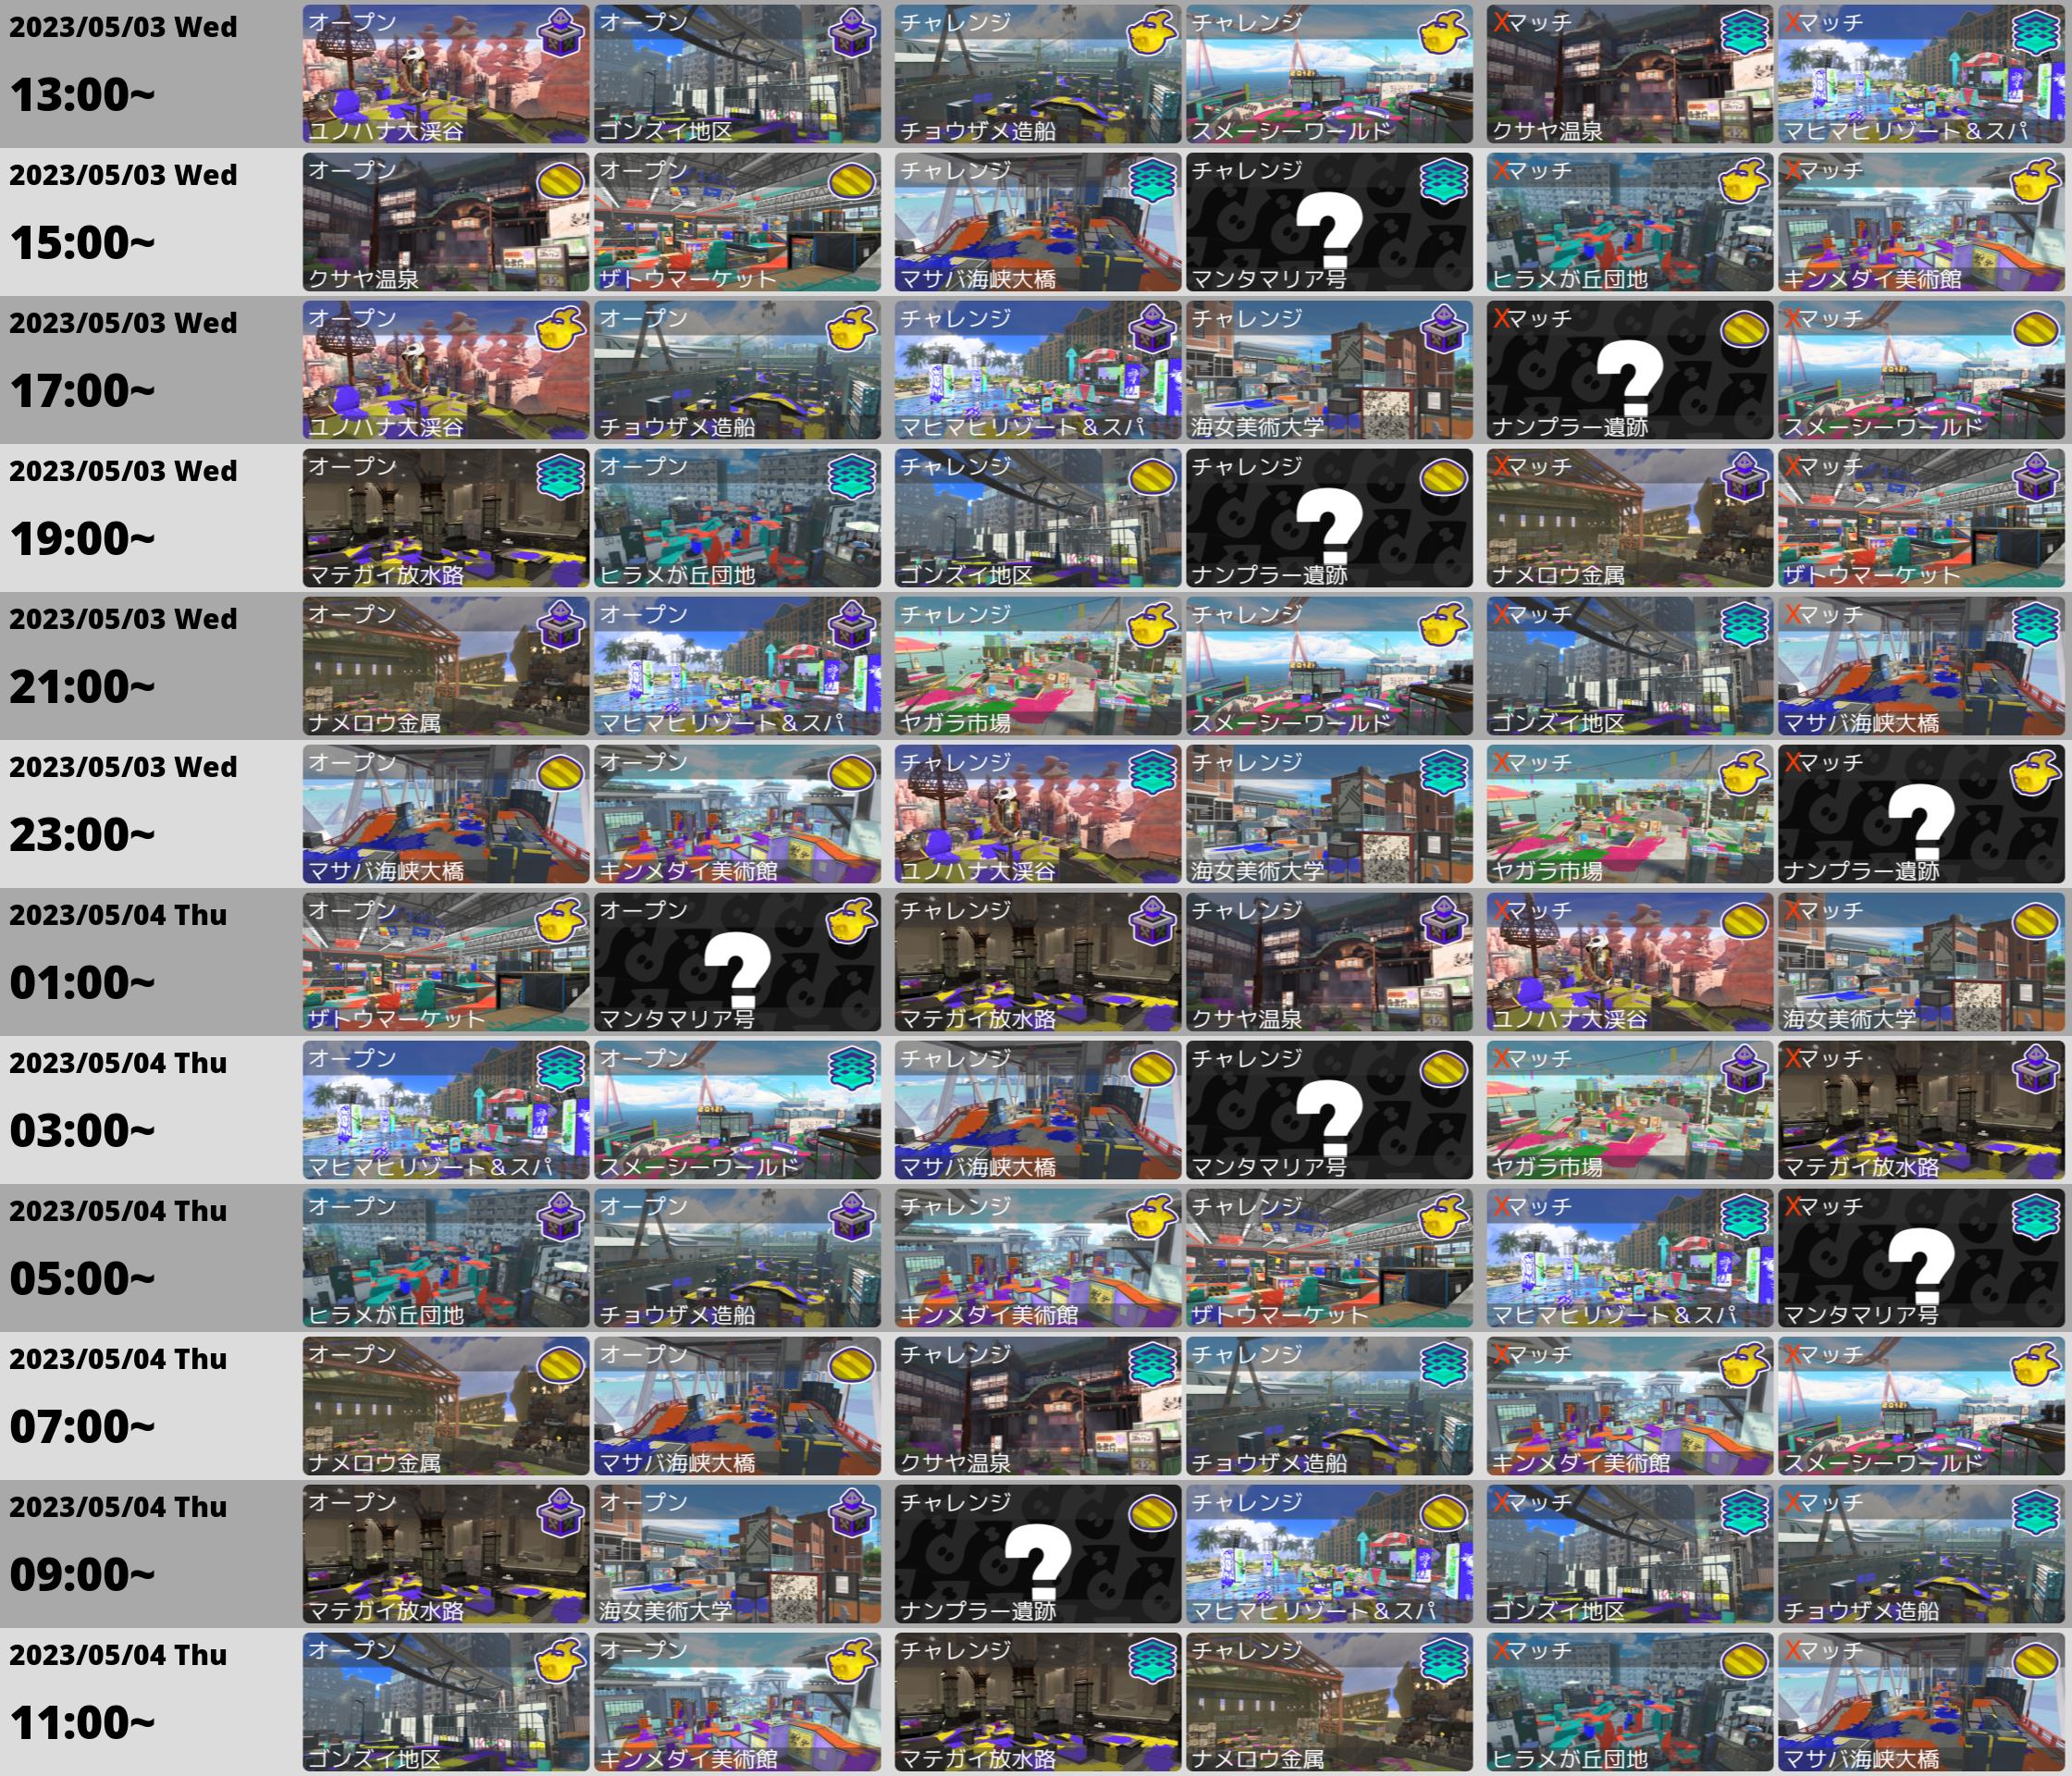 2023/05/03 Wed
13:00~
オープン
ユノハナ大渓谷
オープン
ゴンズイ地区
チャレンジ
チョウザメ造船
チャレンジ
スメーシーワールド
Xマッチ
クサヤ温泉
Xマッチ
マヒマヒリゾート&スパ
2023/05/03 Wed
15:00~
オープン
クサヤ温泉
オープン
ザトウマーケット
チャレンジ
マサバ海峡大橋
チャレンジ
?
マンタマリア号
Xマッチ
ヒラメが丘団地
Xマッチ
キンメダイ美術館
2023/05/03 Wed
17:00~
オープン
ユノハナ大渓谷
オープン
チョウザメ造船
チャレンジ
マヒマヒリゾート&スパ
チャレンジ
海女美術大学
Xマッチ
?
ナンプラー遺跡
Xマッチ
スメーシーワールド
2023/05/03 Wed
19:00~
オープン
マテガイ放水路
オープン
ヒラメが丘団地
チャレンジ
ゴンズイ地区
チャレンジ
?
ナンプラー遺跡
Xマッチ
ナメロウ金属
Xマッチ
ザトウマーケット
2023/05/03 Wed
21:00~
オープン
ナメロウ金属
オープン
マヒマヒリゾート&スパ
チャレンジ
ヤガラ市場
チャレンジ
スメーシーワールド
Xマッチ
ゴンズイ地区
Xマッチ
マサバ海峡大橋
2023/05/03 Wed
23:00~
オープン
マサバ海峡大橋
オープン
キンメダイ美術館
チャレンジ
ユノハナ大渓谷
チャレンジ
海女美術大学
Xマッチ
ヤガラ市場
Xマッチ
?
ナンプラー遺跡
2023/05/04 Thu
01:00~
オープン
ザトウマーケット
オープン
?
マンタマリア号
チャレンジ
マテガイ放水路
チャレンジ
クサヤ温泉
Xマッチ
ユノハナ大渓谷
Xマッチ
海女美術大学
2023/05/04 Thu
03:00~
オープン
マヒマヒリゾート&スパ
オープン
スメーシーワールド
チャレンジ
マサバ海峡大橋
チャレンジ
?
マンタマリア号
Xマッチ
ヤガラ市場
Xマッチ
マテガイ放水路
2023/05/04 Thu
05:00~
オープン
ヒラメが丘団地
オープン
チョウザメ造船
チャレンジ
キンメダイ美術館
チャレンジ
ザトウマーケット
Xマッチ
マヒマヒリゾート&スパ
Xマッチ
?
マンタマリア号
2023/05/04 Thu
07:00~
オープン
ナメロウ金属
オープン
マサバ海峡大橋
チャレンジ
クサヤ温泉
チャレンジ
チョウザメ造船
Xマッチ
キンメダイ美術館
Xマッチ
スメーシーワールド
2023/05/04 Thu
09:00~
オープン
マテガイ放水路
オープン
海女美術大学
チャレンジ
?
ナンプラー遺跡
チャレンジ
マヒマヒリゾート&スパ
Xマッチ
ゴンズイ地区
Xマッチ
チョウザメ造船
2023/05/04 Thu
11:00~
オープン
ゴンズイ地区
オープン
キンメダイ美術館
チャレンジ
マテガイ放水路
チャレンジ
ナメロウ金属
Xマッチ
ヒラメが丘団地
Xマッチ
マサバ海峡大橋